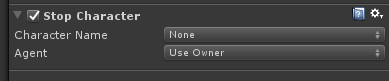 Stop Character
Character Name None
Agent Use Owner